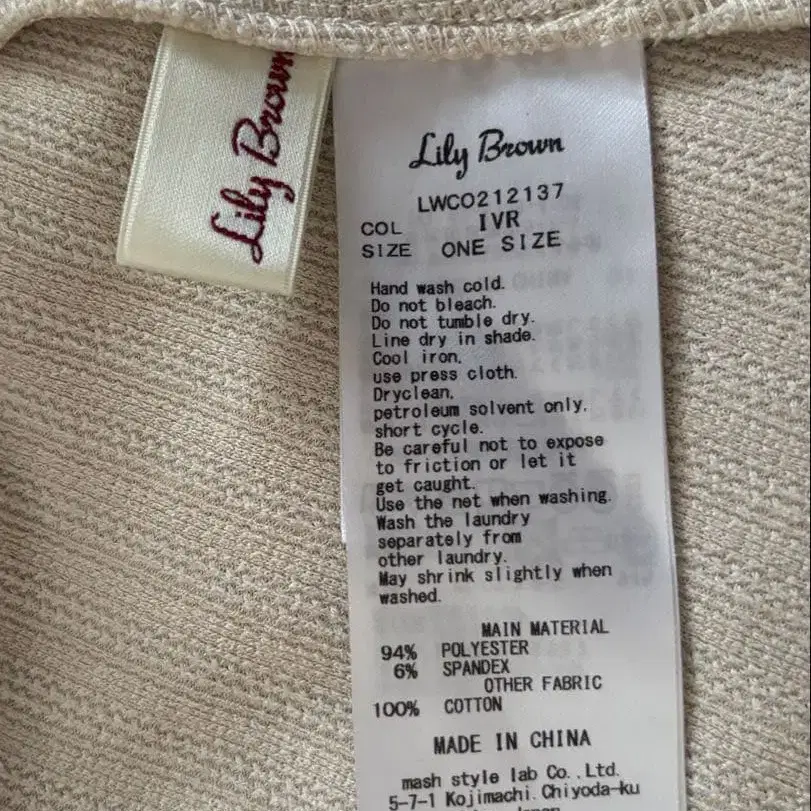 Lily Brown
Lily Brown
LWCO212137
COL IVR
SIZE ONE SIZE
Hand wash cold.
Do not bleach.
Do not tumble dry.
Line dry in shade.
Cool iron,
use press cloth.
Dryclean,
petroleum solvent only,
short cycle.
Be careful not to expose
to friction or let it
get caught.
Use the net when washing.
Wash the laundry
separately from
other laundry.
May shrink slightly when
washed.
MAIN MATERIAL
94% POLYESTER
6% SPANDEX
OTHER FABRIC
100% COTTON
MADE IN CHINA
mash style lab Co.,Ltd.
5-7-1 Kojimachi Chiyoda-ku